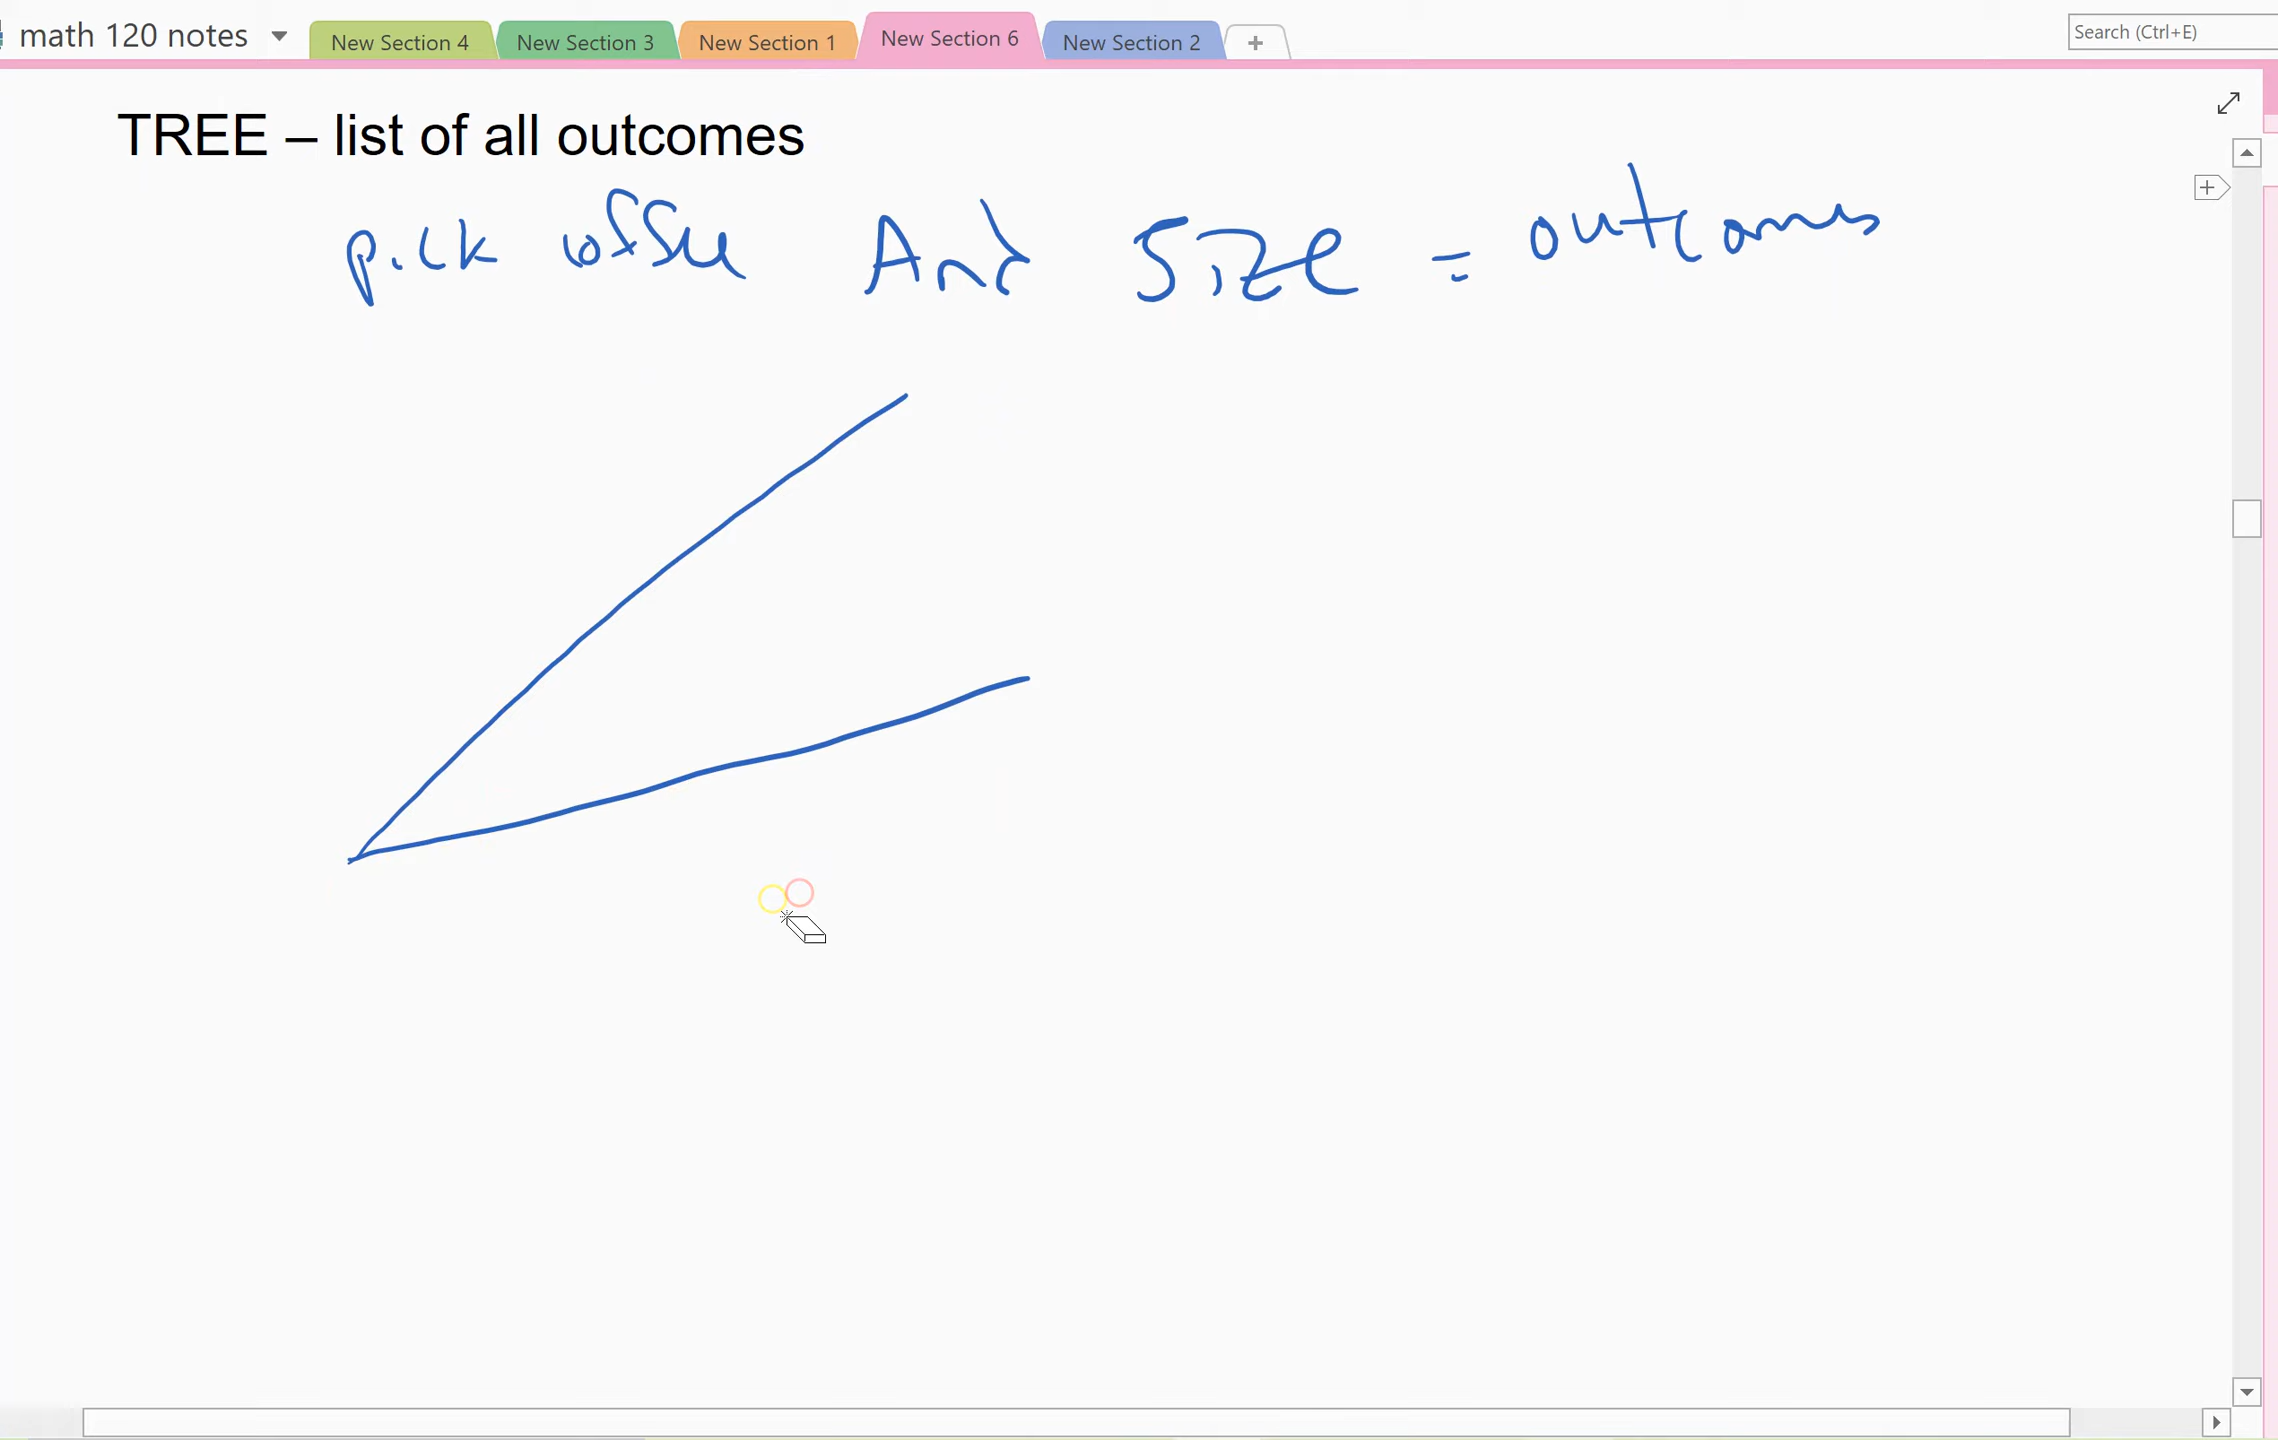 math 120 notes New Section 4 New Section 3 New Section 1 New Section 6 New Section 2 + Search (Ctrl+E)
TREE – list of all outcomes
pick And Size = outcomes